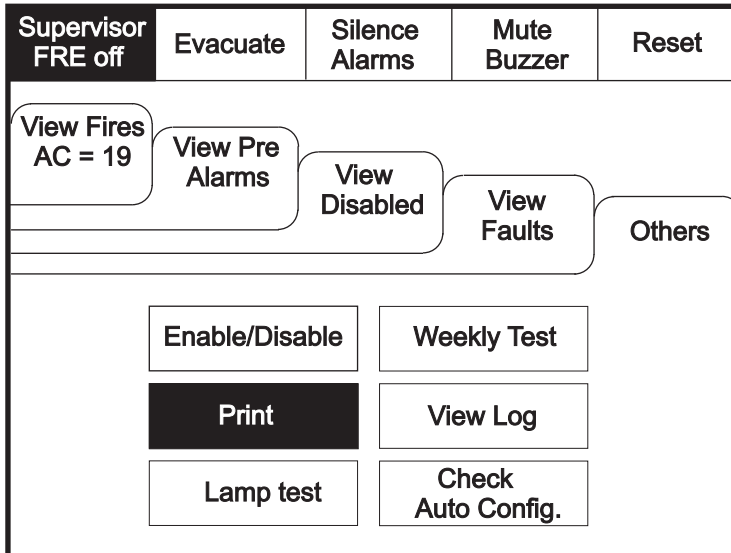 Supervisor
FRE off
Evacuate
Silence
Alarms
Mute
Buzzer
Reset
View Fires
AC = 19
View Pre
Alarms
View
Disabled
View
Faults
Others
Enable/Disable
Weekly Test
Print
View Log
Lamp test
Check
Auto Config.